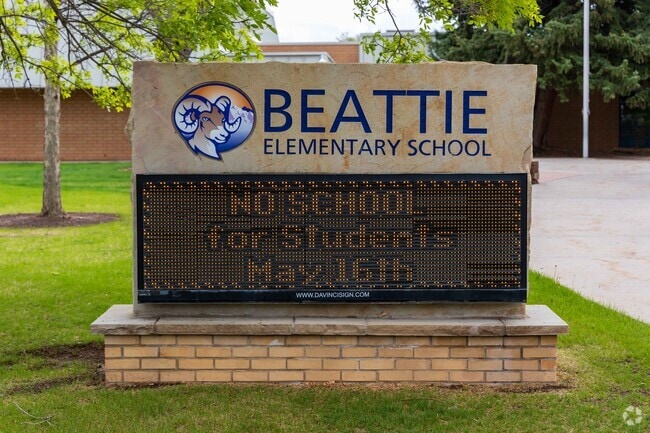 BEATTIE
ELEMENTARY SCHOOL
NO SCHOOL
for Students
May 16th
WWW.DAVINCISIGN.COM